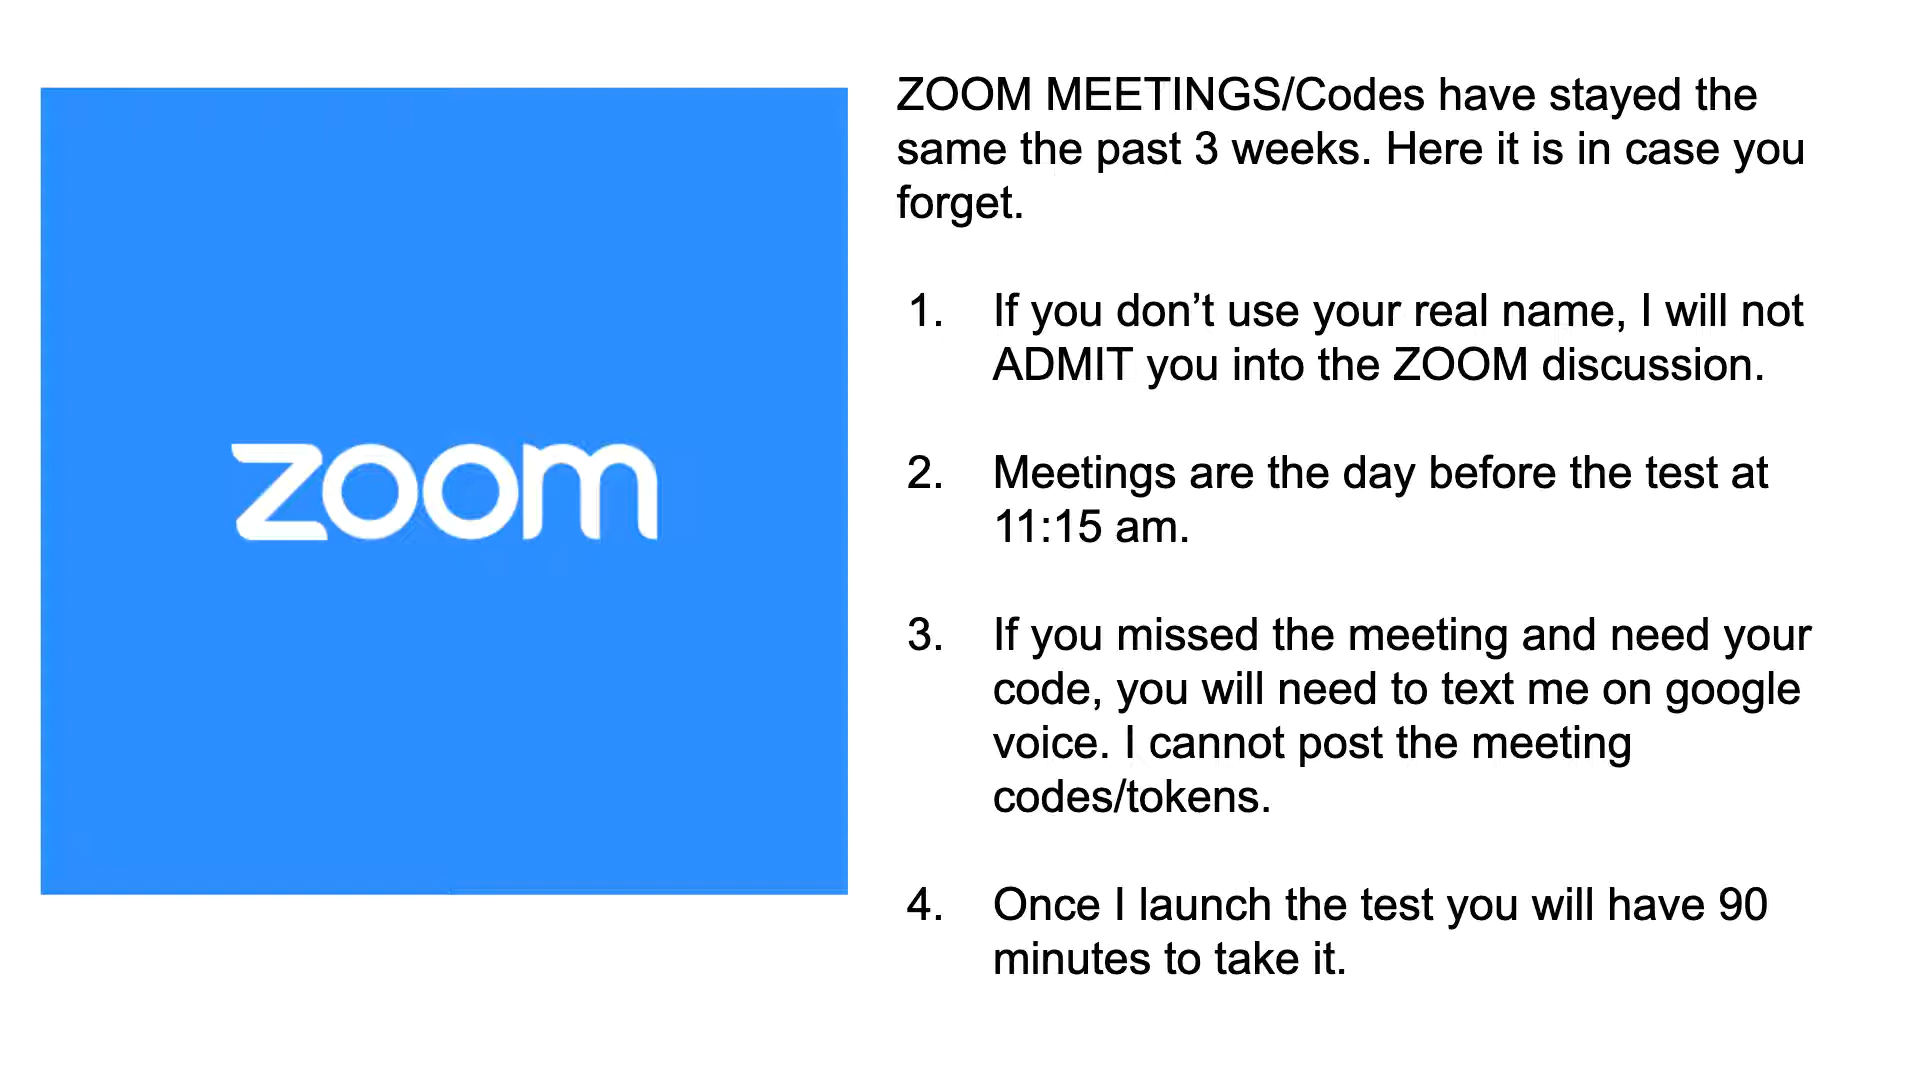 zoom
ZOOM MEETINGS/Codes have stayed the
same the past 3 weeks. Here it is in case you
forget.
1. If you don’t use your real name, I will not
ADMIT you into the ZOOM discussion.
2. Meetings are the day before the test at
11:15 am.
3. If you missed the meeting and need your
code, you will need to text me on google
voice. I cannot post the meeting
codes/tokens.
4. Once I launch the test you will have 90
minutes to take it.